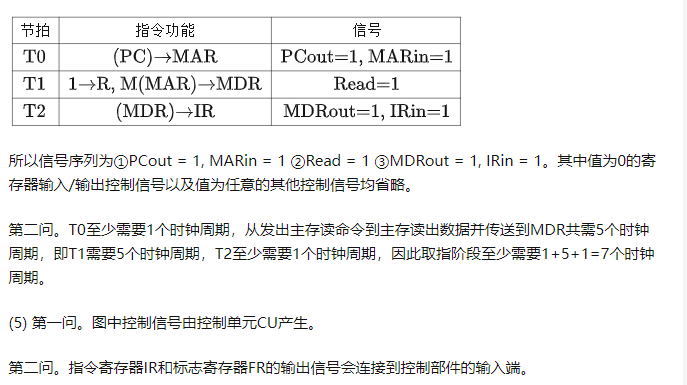 节拍 指令功能 信号
T0 (PC)→MAR PCout=1, MARin=1
T1 1→R, M(MAR)→MDR Read=1
T2 (MDR)→IR MDRout=1, IRin=1
所以信号序列为①PCout = 1, MARin = 1 ②Read = 1 ③MDRout = 1, IRin = 1。其中值为0的寄
存器输入/输出控制信号以及值为任意的其他控制信号均省略。
第二问。T0至少需要1个时钟周期，从发出主存读命令到主存读出数据并传送到MDR共需5个时钟
周期，即T1需要5个时钟周期，T2至少需要1个时钟周期，因此取指阶段至少需要1+5+1=7个时钟
周期。
(5) 第一问。图中控制信号由控制单元CU产生。
第二问。指令寄存器IR和标志寄存器FR的输出信号会连接到控制部件的输入端。